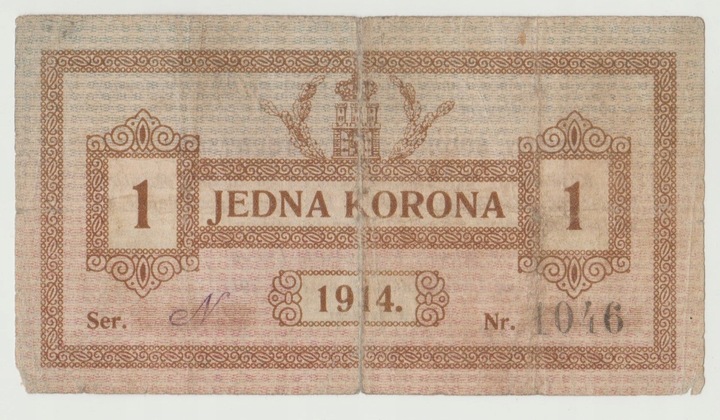 1 JEDNA KORONA 1
1914.
Ser. N Nr. 1046